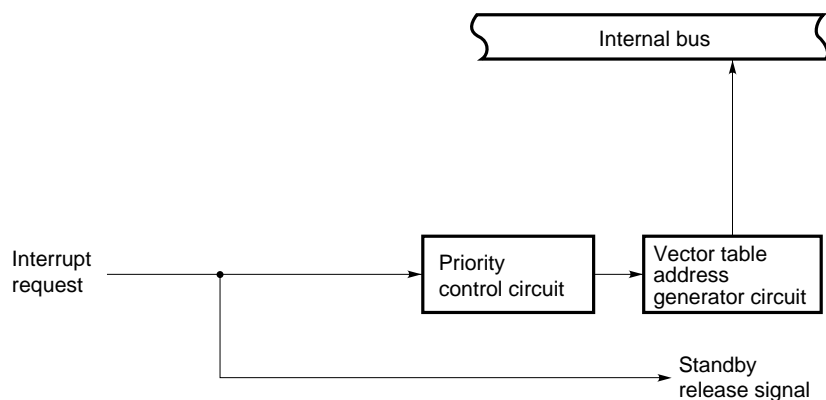 Internal bus
Interrupt
request
Priority
control circuit
Vector table
address
generator circuit
Standby
release signal